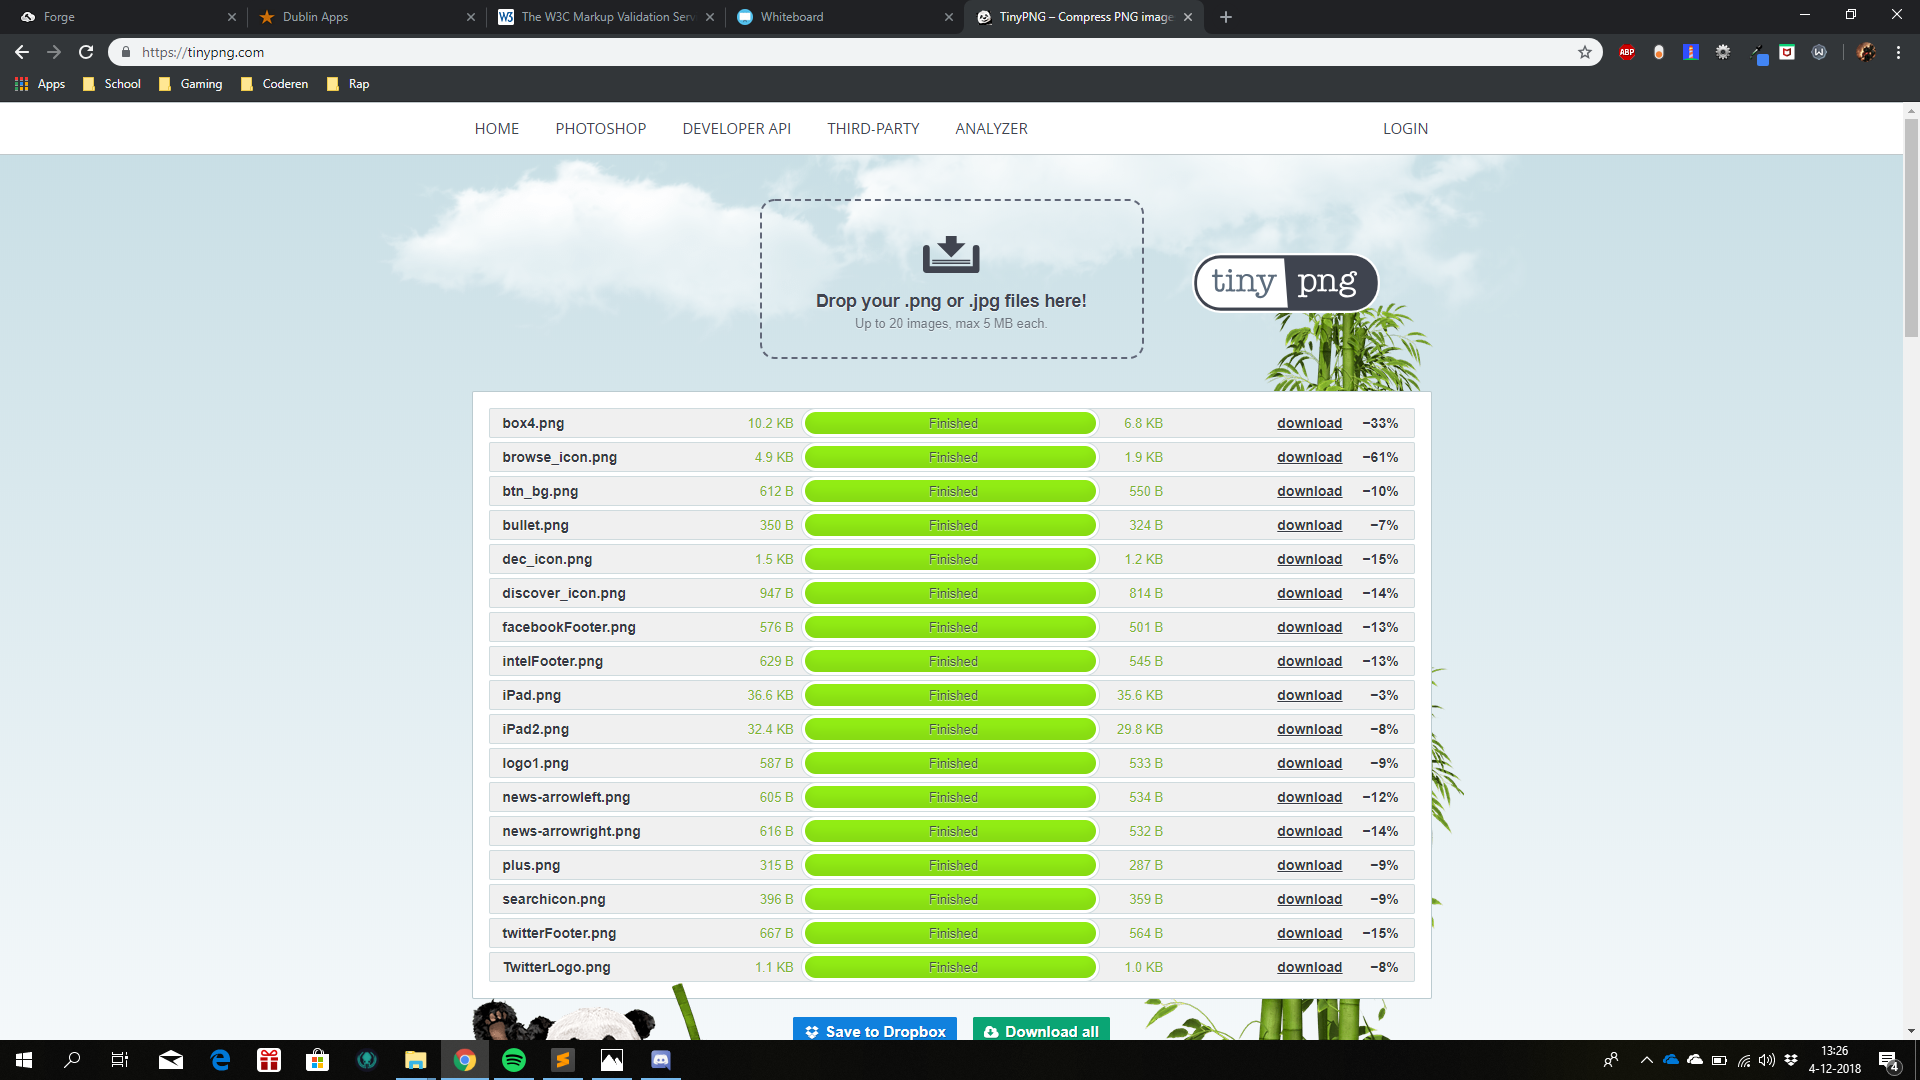 Forge
Dublin Apps
The W3C Markup Validation Serv
Whiteboard
TinyPNG – Compress PNG image
https://tinypng.com
ABP
Apps School Gaming Coderen Rap
HOME PHOTOSHOP DEVELOPER API THIRD-PARTY ANALYZER LOGIN
Drop your .png or .jpg files here!
Up to 20 images, max 5 MB each.
tiny png
box4.png 10.2 KB Finished 6.8 KB download −33%
browse_icon.png 4.9 KB Finished 1.9 KB download −61%
btn_bg.png 612 B Finished 550 B download −10%
bullet.png 350 B Finished 324 B download −7%
dec_icon.png 1.5 KB Finished 1.2 KB download −15%
discover_icon.png 947 B Finished 814 B download −14%
facebookFooter.png 576 B Finished 501 B download −13%
intelFooter.png 629 B Finished 545 B download −13%
iPad.png 36.6 KB Finished 35.6 KB download −3%
iPad2.png 32.4 KB Finished 29.8 KB download −8%
logo1.png 587 B Finished 533 B download −9%
news-arrowleft.png 605 B Finished 534 B download −12%
news-arrowright.png 616 B Finished 532 B download −14%
plus.png 315 B Finished 287 B download −9%
searchicon.png 396 B Finished 359 B download −9%
twitterFooter.png 667 B Finished 564 B download −15%
TwitterLogo.png 1.1 KB Finished 1.0 KB download −8%
Save to Dropbox Download all
13:26
4-12-2018
4